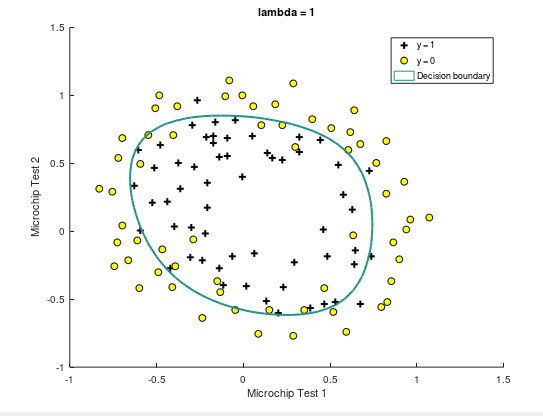 lambda = 1
1.5
1
0.5
0
-0.5
-1
-1
-0.5
0
0.5
1
1.5
Microchip Test 2
Microchip Test 1
y = 1
y = 0
Decision boundary